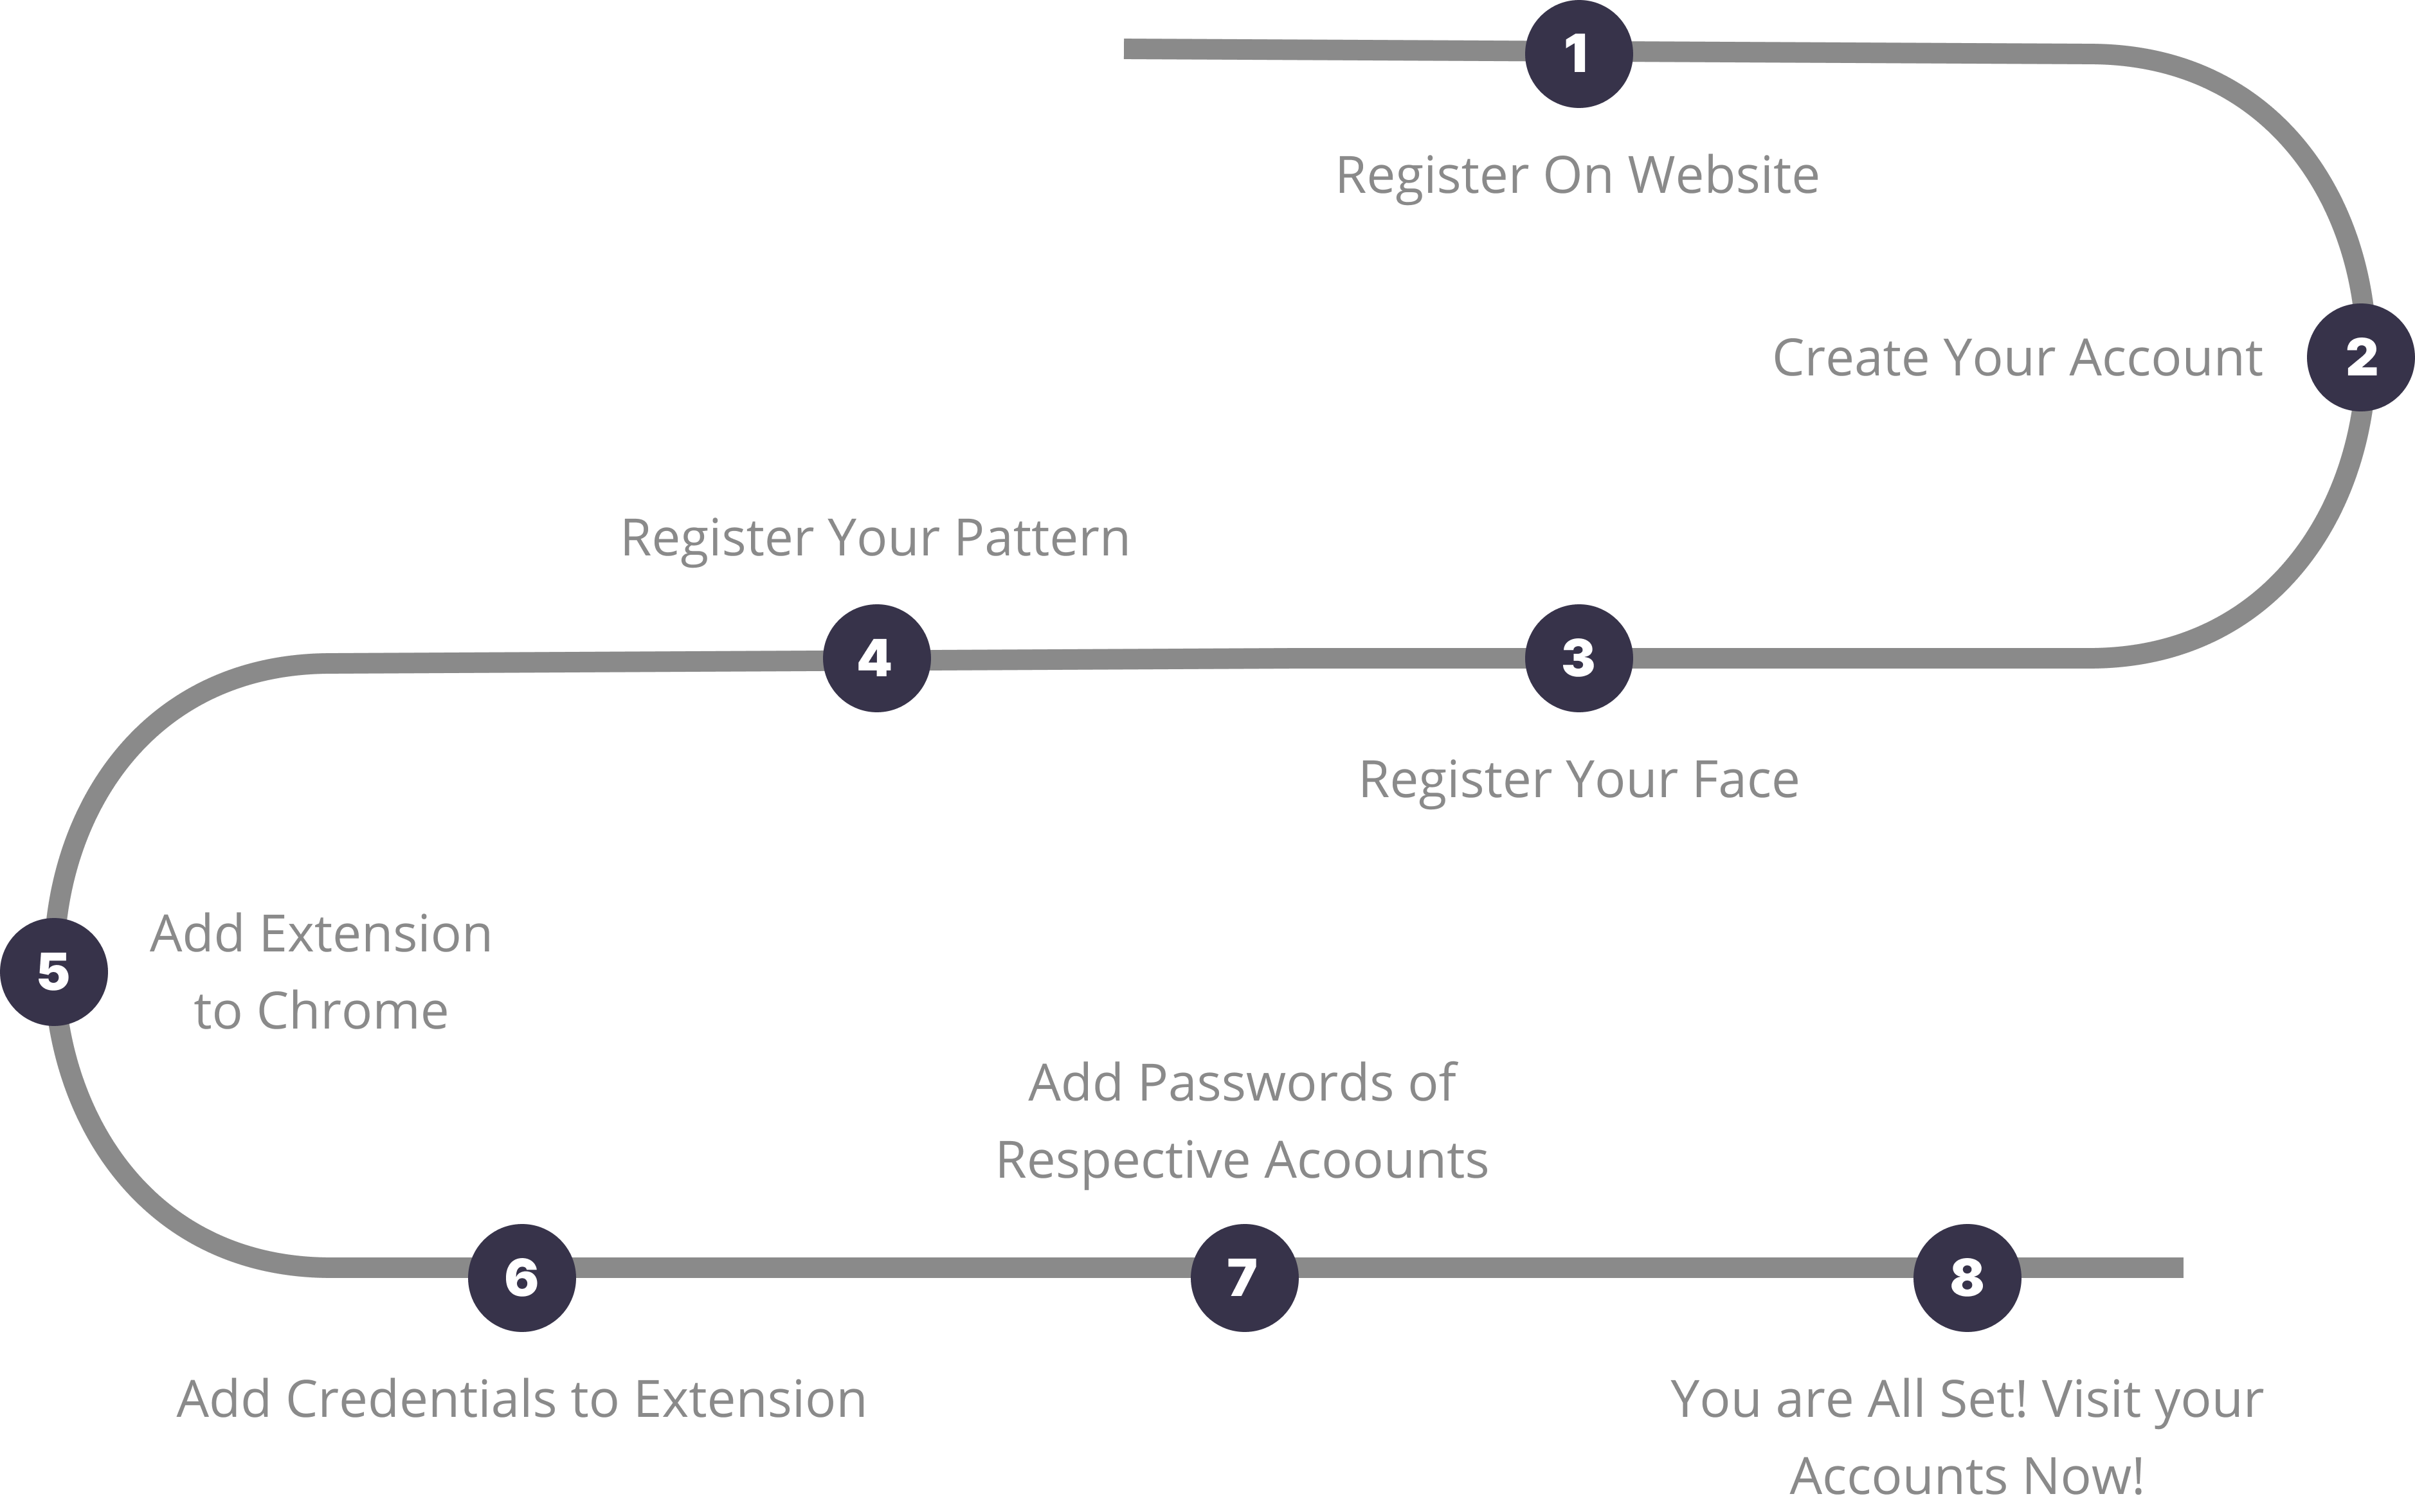 1
Register On Website
2
Create Your Account
3
Register Your Face
4
Register Your Pattern
5
Add Extension
to Chrome
6
Add Credentials to Extension
7
Add Passwords of
Respective Acoounts
8
You are All Set! Visit your
Accounts Now!